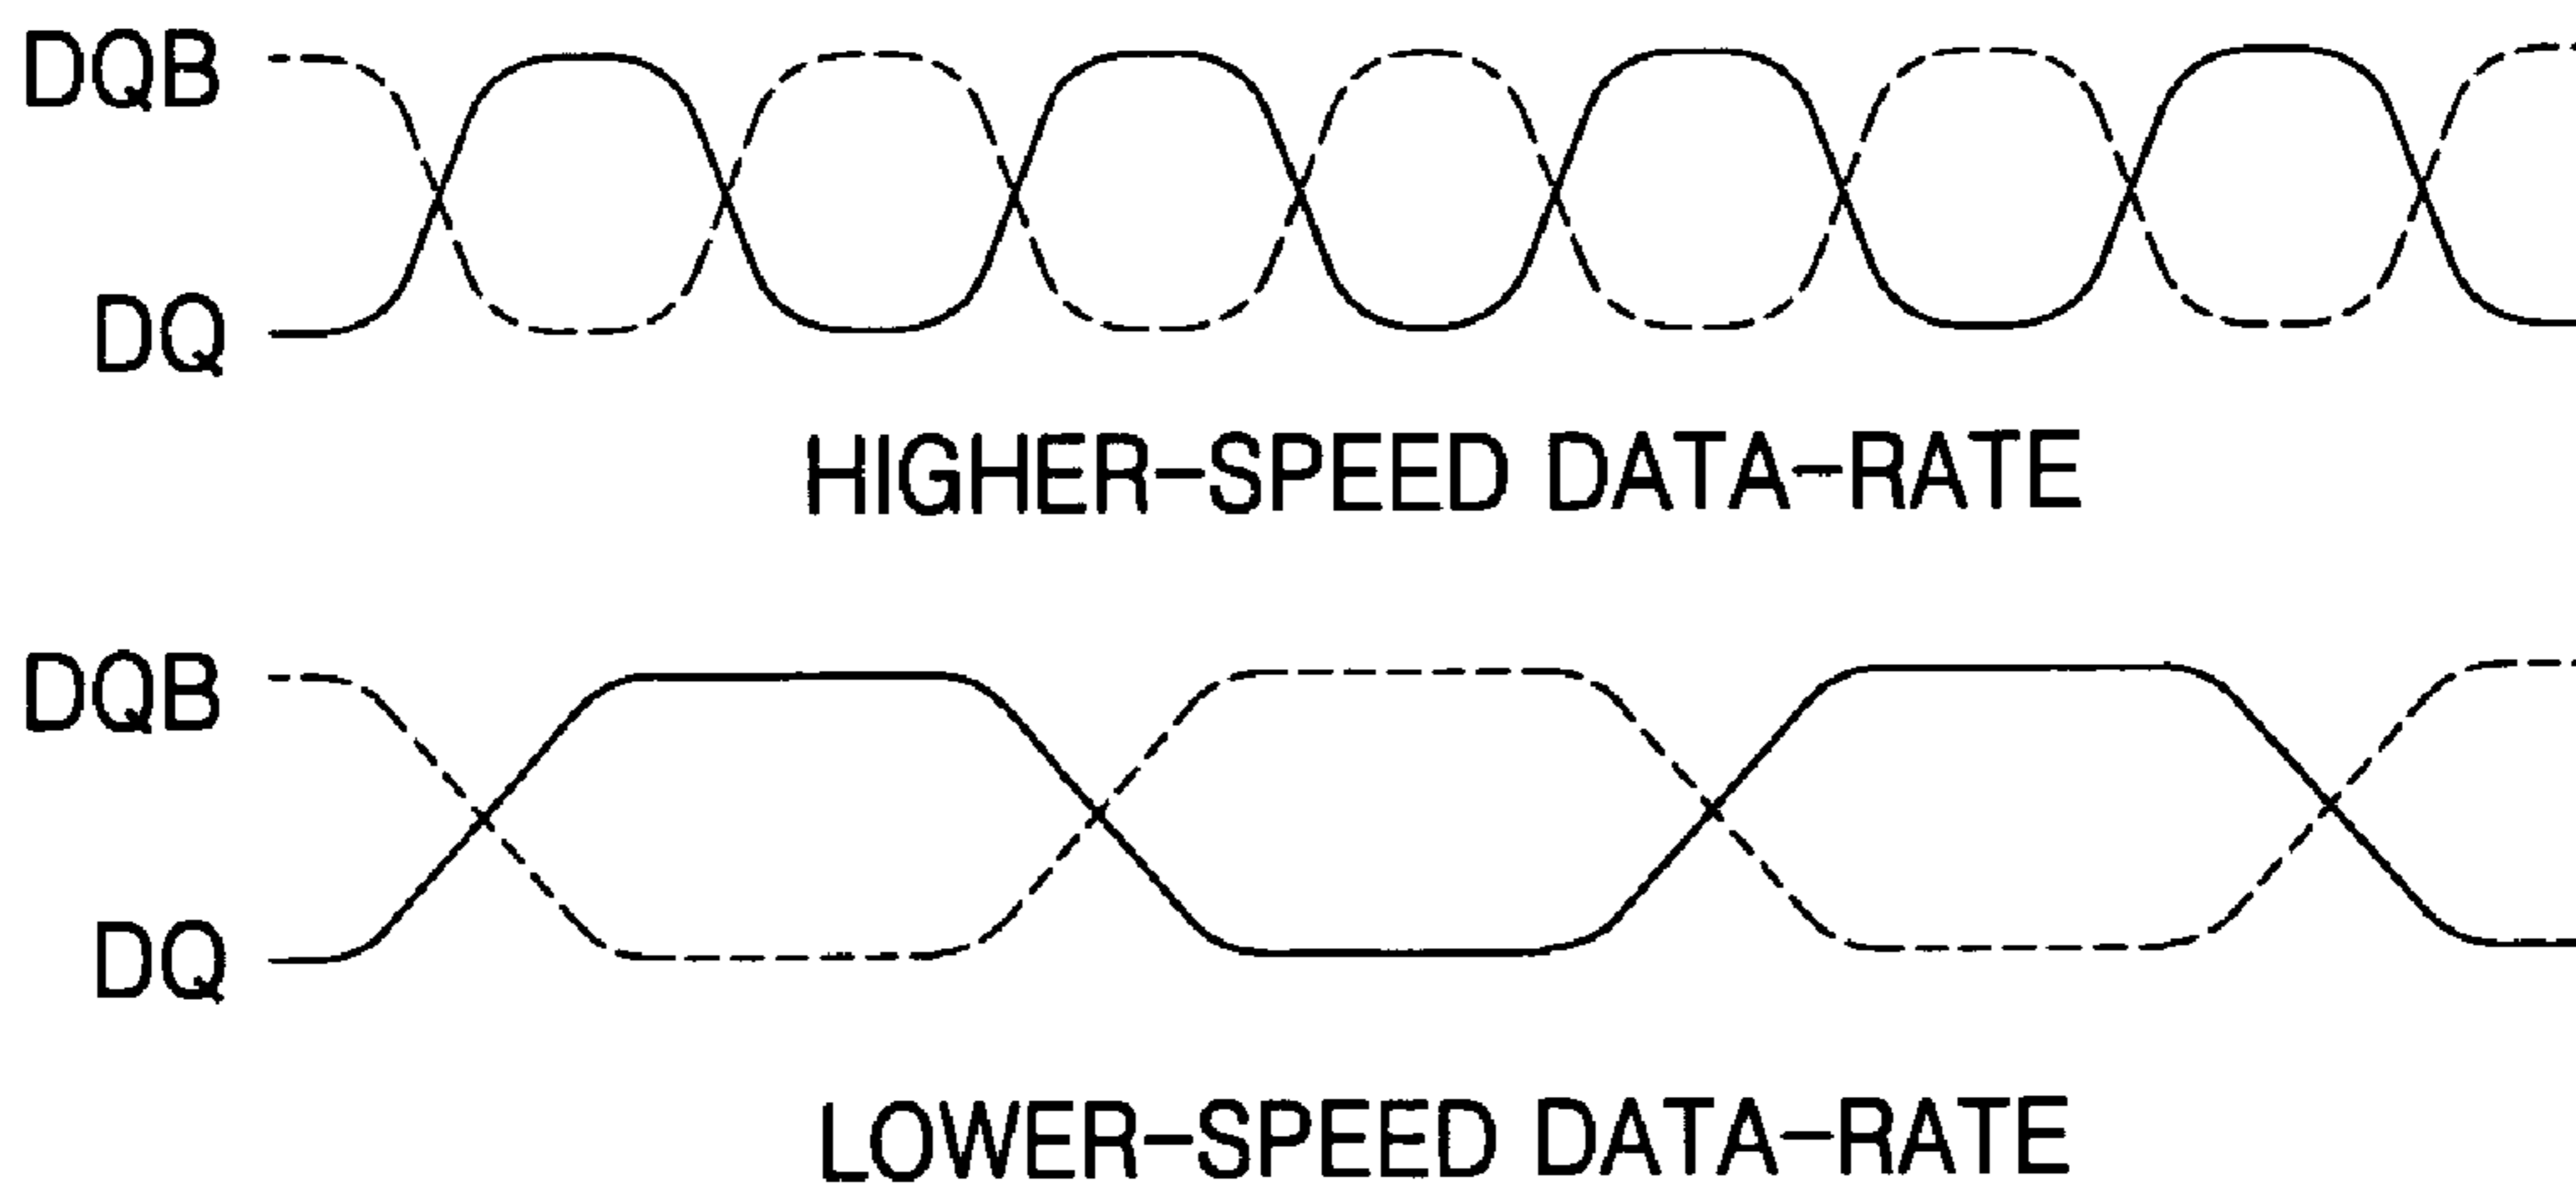 DQB
DQ
HIGHER-SPEED DATA-RATE
DQB
DQ
LOWER-SPEED DATA-RATE